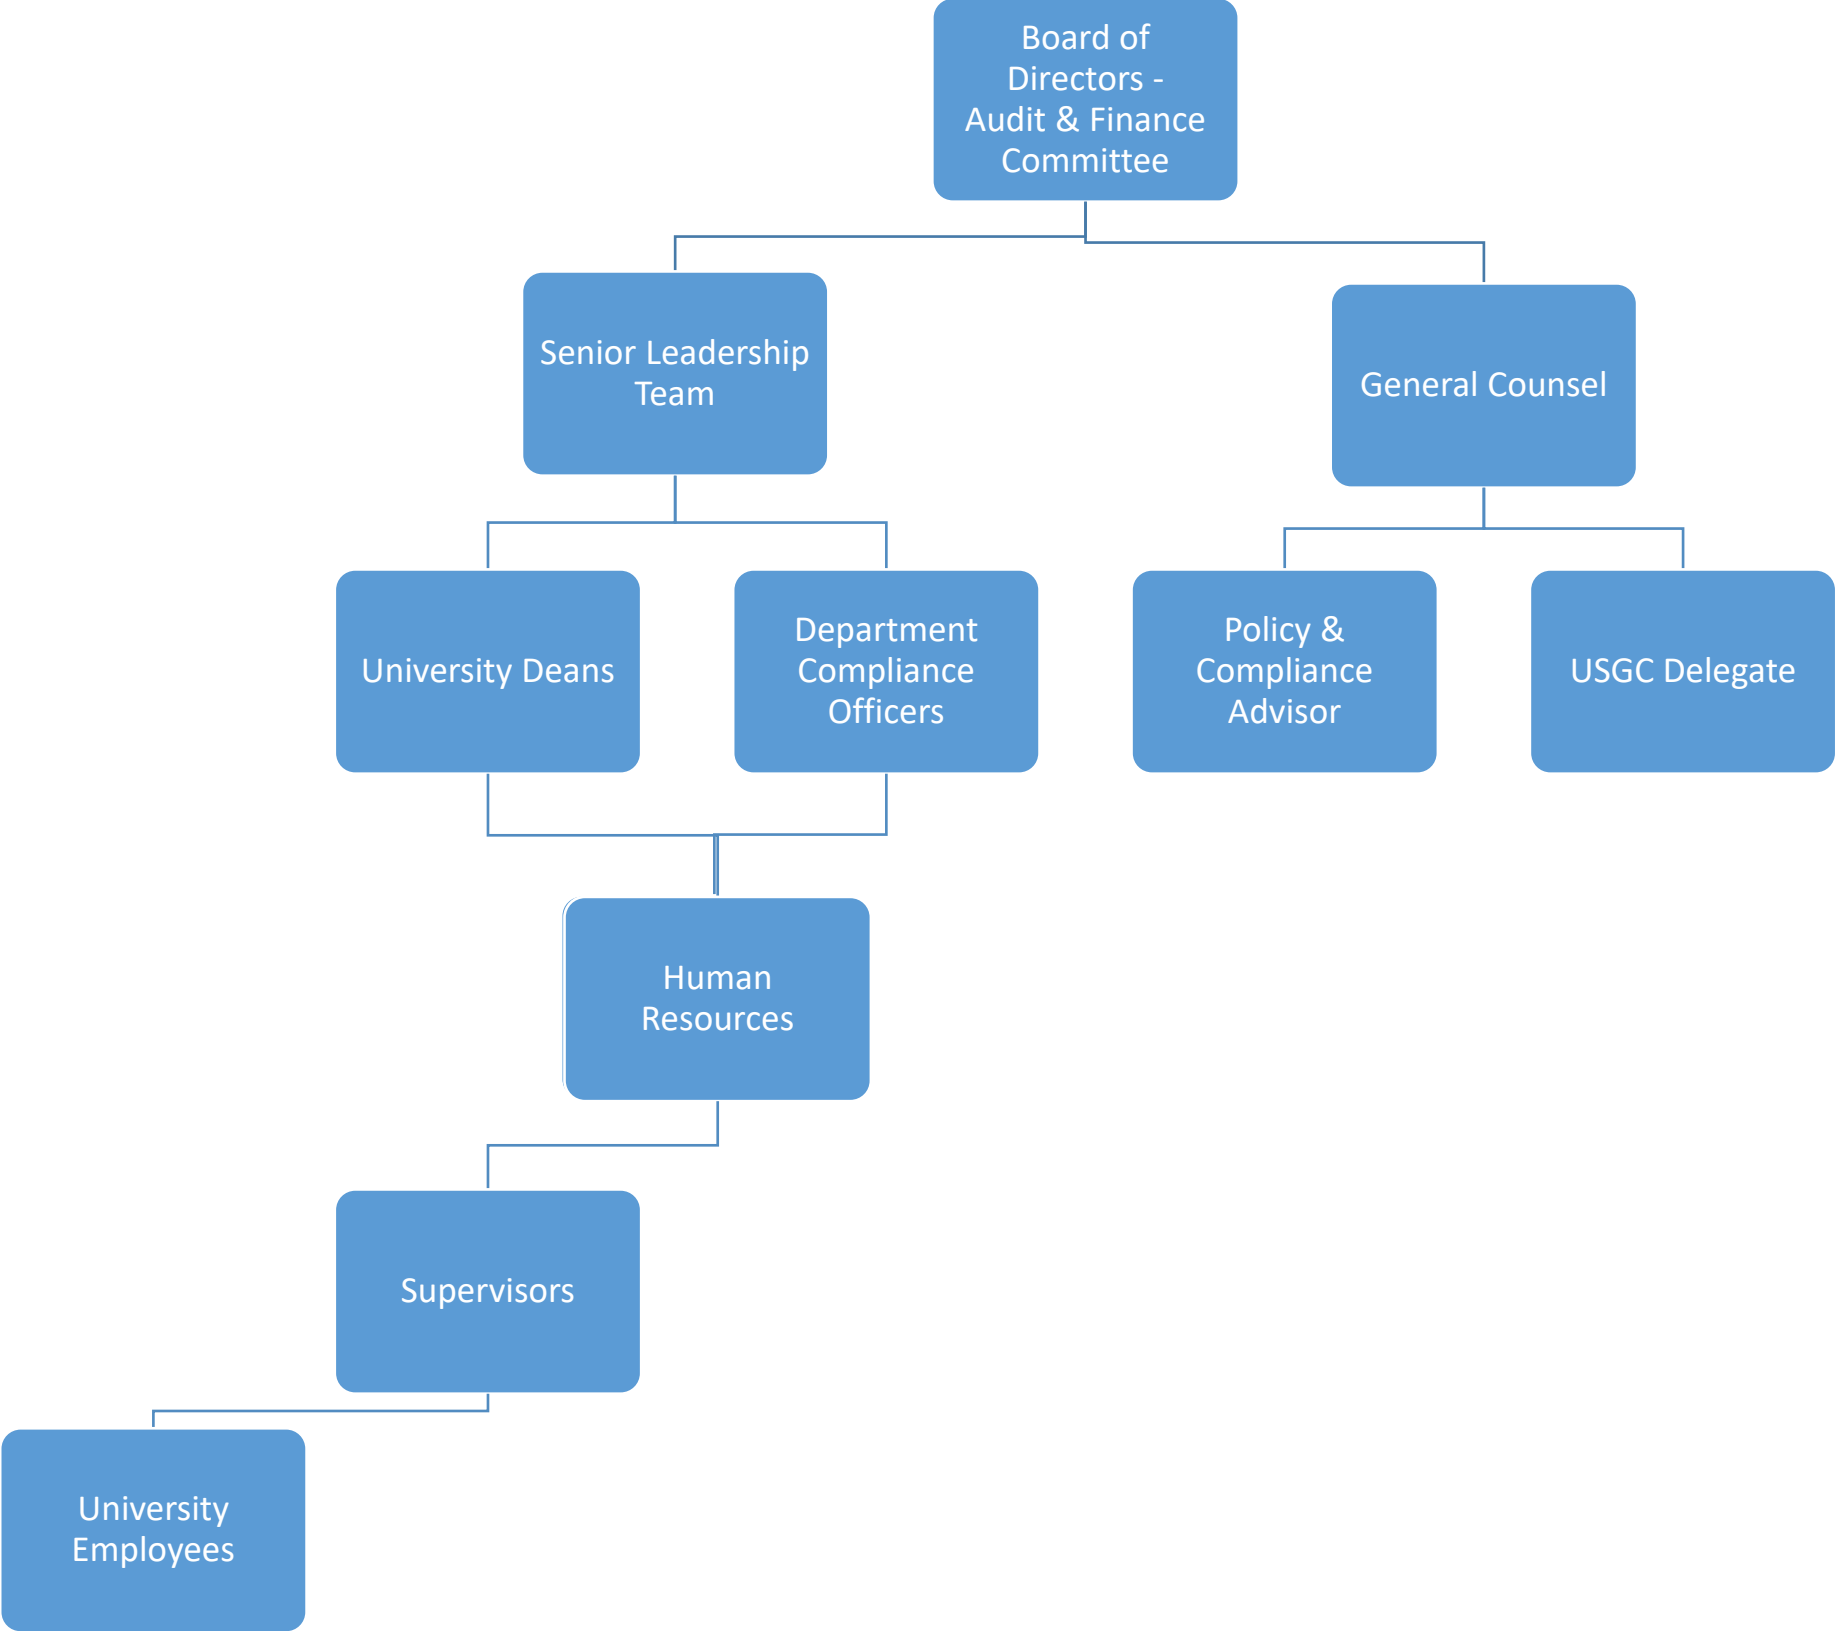 Board of
Directors -
Audit & Finance
Committee
Senior Leadership
Team
General Counsel
University Deans
Department
Compliance
Officers
Policy &
Compliance
Advisor
USGC Delegate
Human
Resources
Supervisors
University
Employees